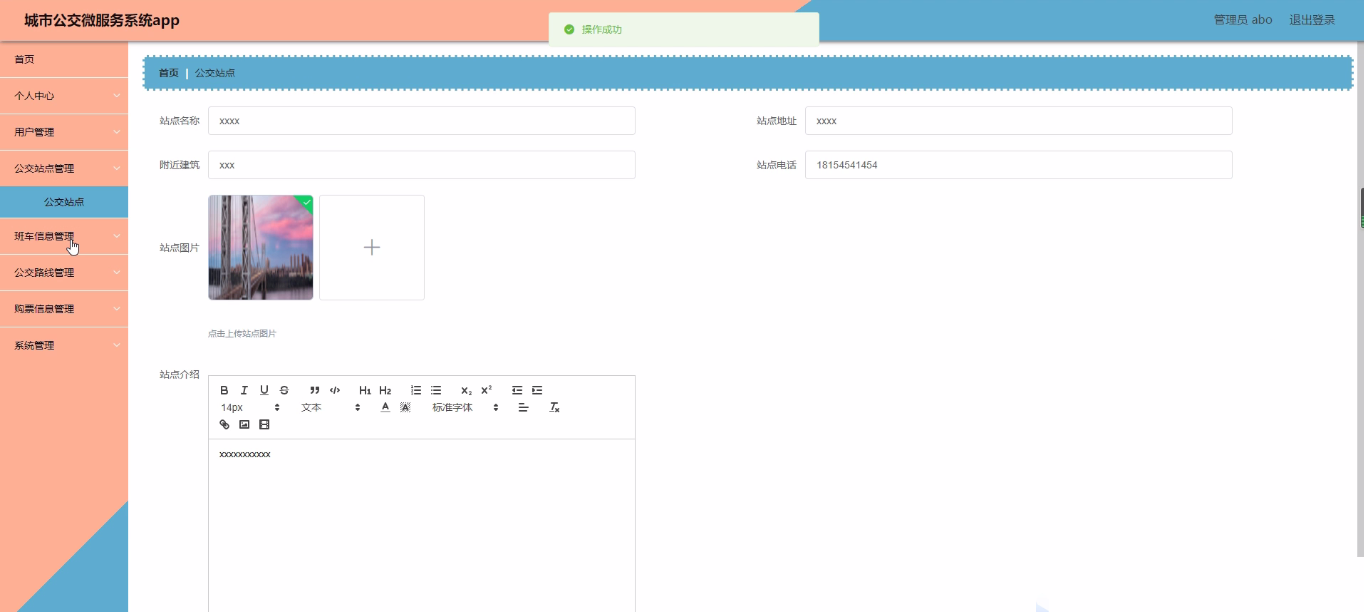 城市公交微服务系统app
操作成功
管理员 abo 退出登录
首页
个人中心
用户管理
公交站点管理
公交站点
班车信息管理
公交路线管理
购票信息管理
系统管理
首页 | 公交站点
站点名称 xxxx
站点地址 xxxx
附近建筑 xxx
站点电话 18154541454
站点图片
点击上传站点图片
站点介绍
B I U S H1 H2 X2 X2
14px 文本 A A 标准字体 Tx
xxxxxxxxxxx